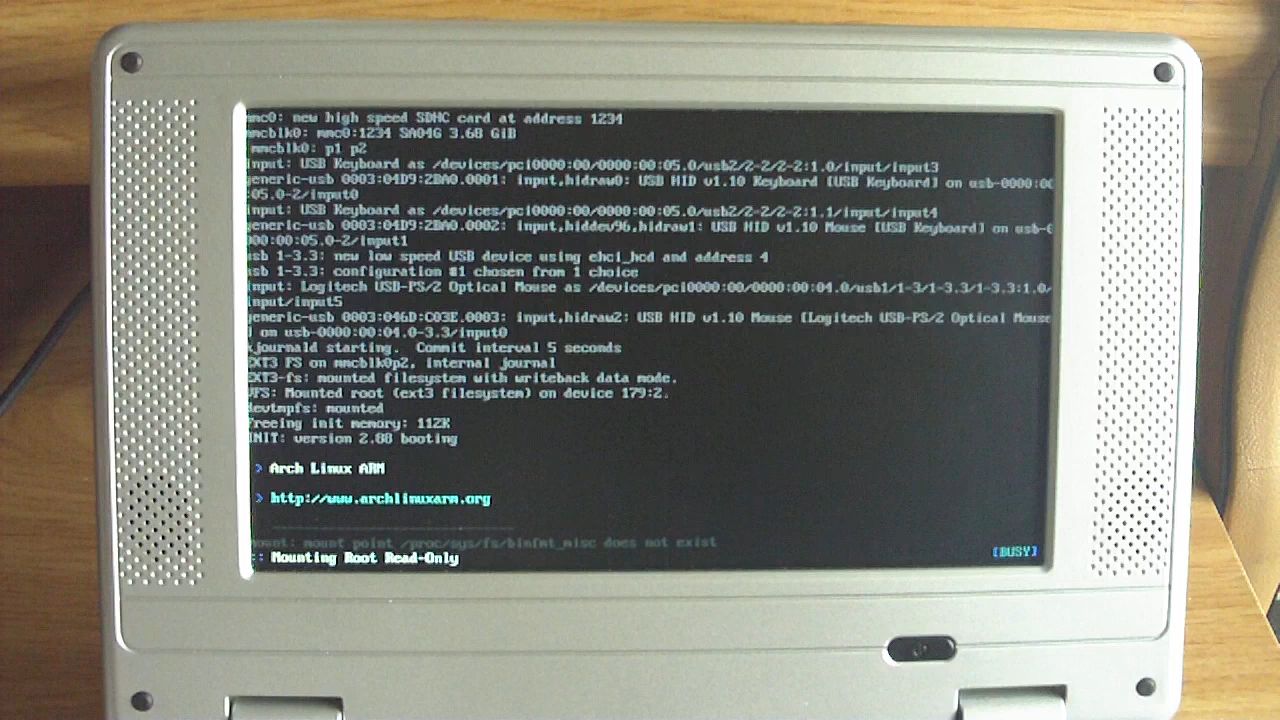 mmc0: new high speed SDHC card at address 1234
mmcblk0: mmc0:1234 SA04G 3.68 GiB
mmcblk0: p1 p2
input: USB Keyboard as /devices/pci0000:00/0000:00:05.0/usb2/2-2/2-2:1.0/input/input3
generic-usb 0003:04D9:2BA0.0001: input,hidraw0: USB HID v1.10 Keyboard [USB Keyboard] on usb-0000:00
:05.0-2/input0
input: USB Keyboard as /devices/pci0000:00/0000:00:05.0/usb2/2-2/2-2:1.1/input/input4
generic-usb 0003:04D9:2BA0.0002: input,hiddev96,hidraw1: USB HID v1.10 Mouse [USB Keyboard] on usb-0
000:00:05.0-2/input1
usb 1-3.3: new low speed USB device using ehci_hcd and address 4
usb 1-3.3: configuration #1 chosen from 1 choice
input: Logitech USB-PS/2 Optical Mouse as /devices/pci0000:00/0000:00:04.0/usb1/1-3/1-3.3/1-3.3:1.0/
input/input5
generic-usb 0003:046D:C03E.0003: input,hidraw2: USB HID v1.10 Mouse [Logitech USB-PS/2 Optical Mouse
] on usb-0000:00:04.0-3.3/input0
kjournald starting. Commit interval 5 seconds
EXT3 FS on mmcblk0p2, internal journal
EXT3-fs: mounted filesystem with writeback data mode.
VFS: Mounted root (ext3 filesystem) on device 179:2.
devtmpfs: mounted
Freeing init memory: 112K
INIT: version 2.88 booting
> Arch Linux ARM
> http://www.archlinuxarm.org
mount: mount point /proc/sys/fs/binfmt_misc does not exist
:: Mounting Root Read-Only [BUSY]